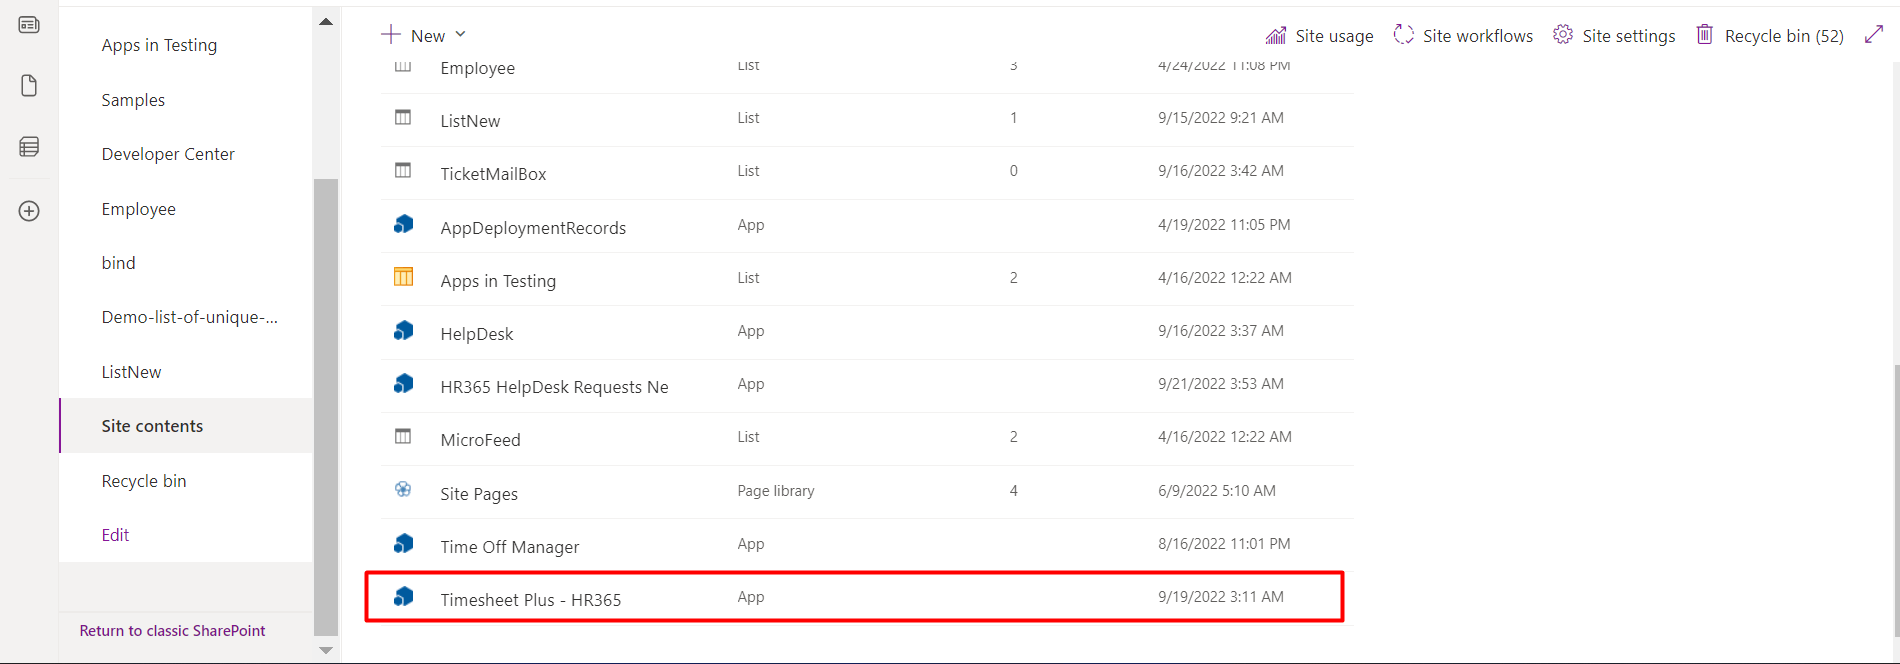 Apps in Testing
Samples
Developer Center
Employee
bind
Demo-list-of-unique-...
ListNew
Site contents
Recycle bin
Edit
Return to classic SharePoint
New
Site usage
Site workflows
Site settings
Recycle bin (52)
Employee List 3 4/24/2022 11:08 PM
ListNew List 1 9/15/2022 9:21 AM
TicketMailBox List 0 9/16/2022 3:42 AM
AppDeploymentRecords App 4/19/2022 11:05 PM
Apps in Testing List 2 4/16/2022 12:22 AM
HelpDesk App 9/16/2022 3:37 AM
HR365 HelpDesk Requests Ne App 9/21/2022 3:53 AM
MicroFeed List 2 4/16/2022 12:22 AM
Site Pages Page library 4 6/9/2022 5:10 AM
Time Off Manager App 8/16/2022 11:01 PM
Timesheet Plus - HR365 App 9/19/2022 3:11 AM